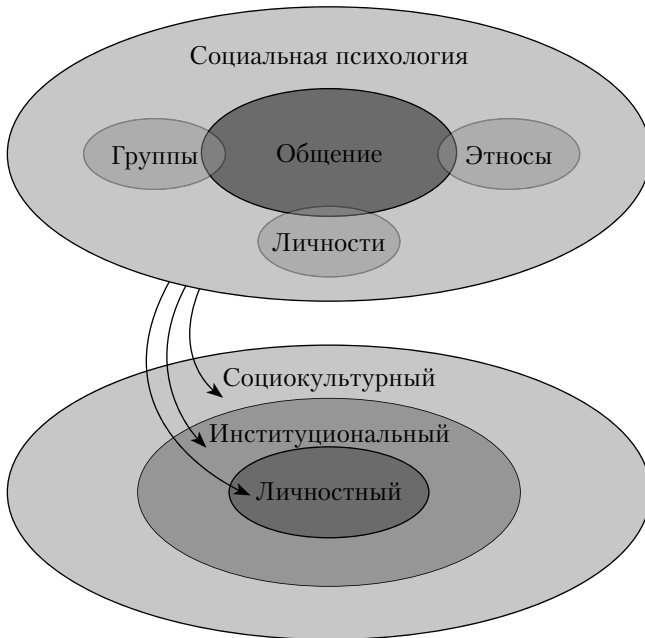 Социальная психология
Группы
Общение
Этносы
Личности
Социокультурный
Институциональный
Личностный